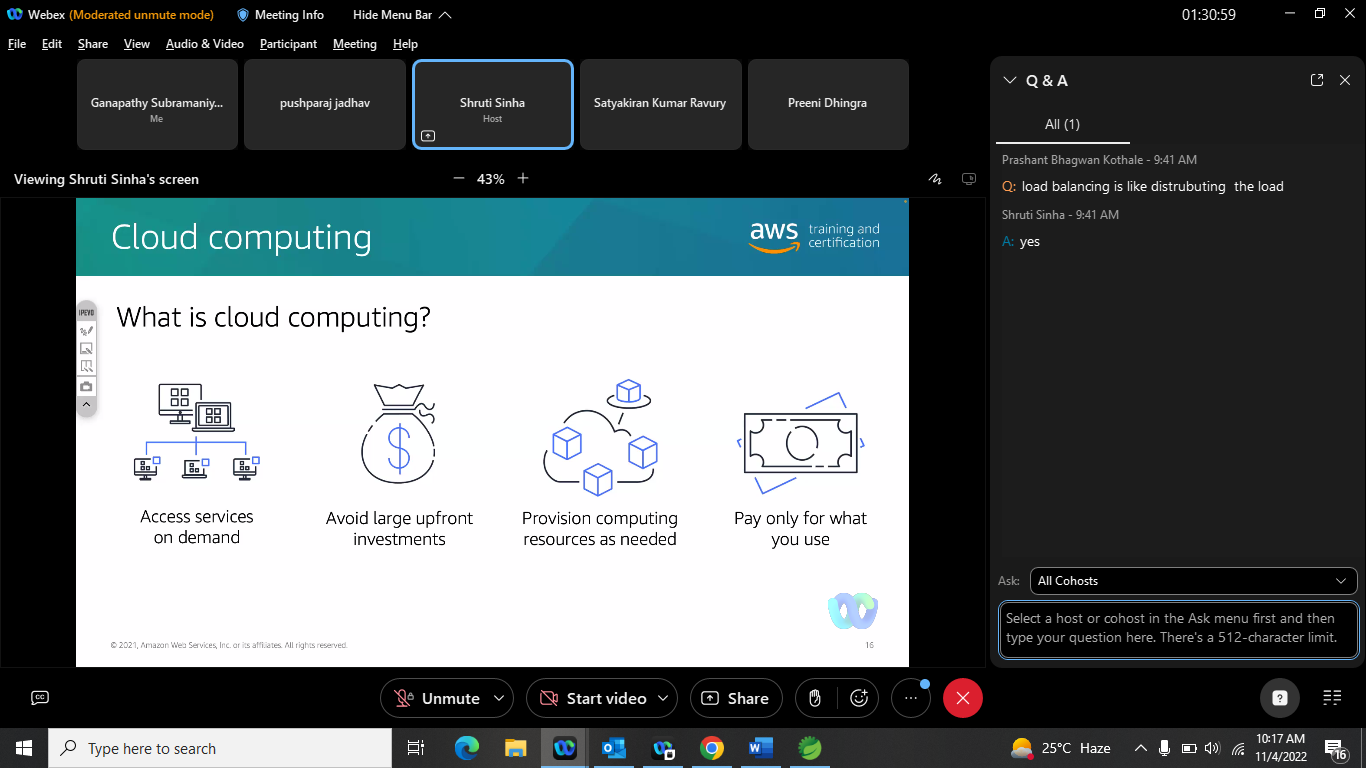 Webex (Moderated unmute mode)
Meeting Info
Hide Menu Bar
01:30:59
File Edit Share View Audio & Video Participant Meeting Help
Ganapathy Subramaniy...
Me
pushparaj jadhav
Shruti Sinha
Host
Satyakiran Kumar Ravury
Preeni Dhingra
Viewing Shruti Sinha's screen
43%
Cloud computing
aws training and
certification
IPEVO
What is cloud computing?
Access services
on demand
Avoid large upfront
investments
Provision computing
resources as needed
Pay only for what
you use
© 2021, Amazon Web Services, Inc. or its affiliates. All rights reserved.
16
Q & A
All (1)
Prashant Bhagwan Kothale - 9:41 AM
Q: load balancing is like distrubuting the load
Shruti Sinha - 9:41 AM
A: yes
Ask: All Cohosts
Select a host or cohost in the Ask menu first and then
type your question here. There's a 512-character limit.
CC
Unmute
Start video
Share
Type here to search
25°C Haze
10:17 AM
11/4/2022
16